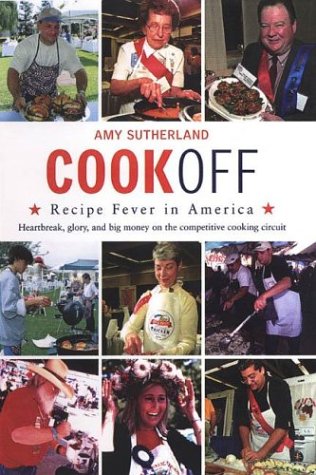 AMY SUTHERLAND
COOKOFF
★ Recipe Fever in America ★
Heartbreak, glory, and big money on the competitive cooking circuit